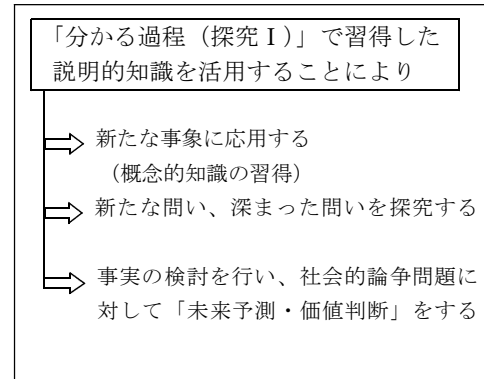 「分かる過程（探究Ⅰ）」で習得した
説明的知識を活用することにより
新たな事象に応用する
（概念的知識の習得）
新たな問い、深まった問いを探究する
事実の検討を行い、社会的論争問題に
対して「未来予測・価値判断」をする